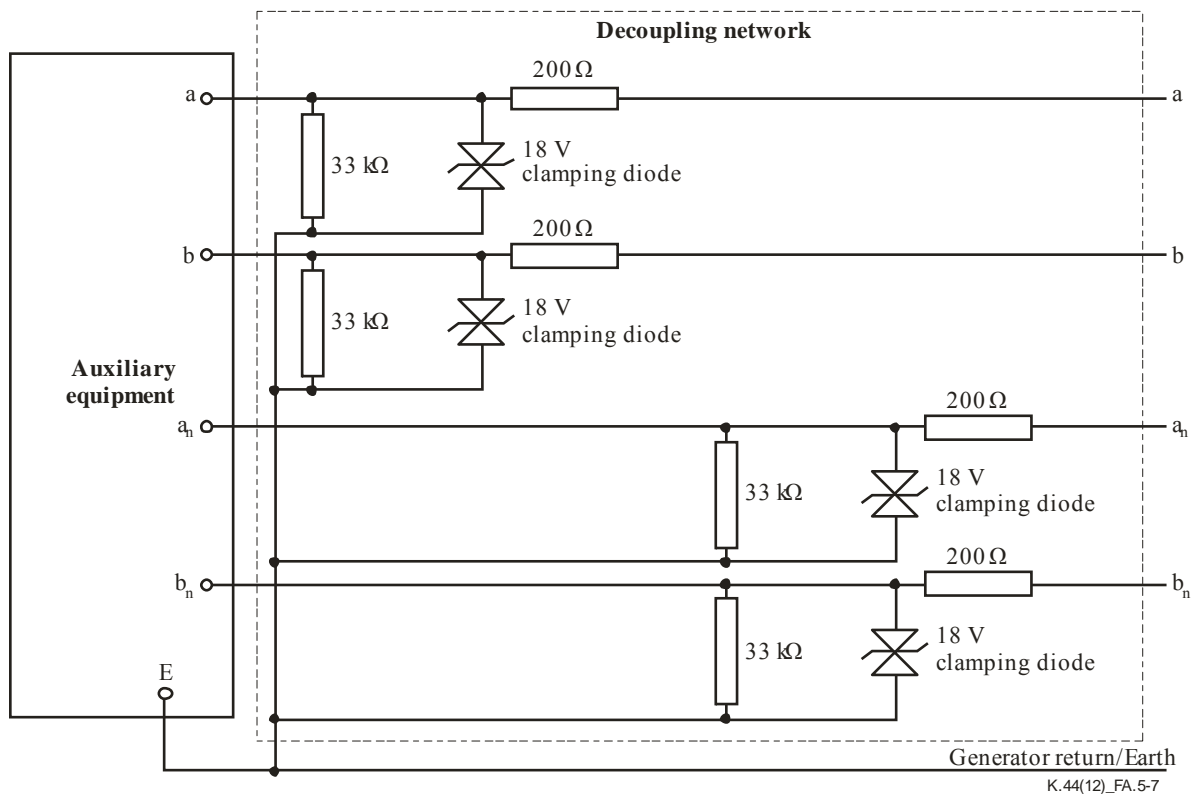 Decoupling network
200 Ω
a
a
33 kΩ
18 V
clamping diode
200 Ω
b
b
33 kΩ
18 V
clamping diode
Auxiliary
equipment
200 Ω
aₙ
aₙ
33 kΩ
18 V
clamping diode
200 Ω
bₙ
bₙ
33 kΩ
18 V
clamping diode
E
Generator return/Earth
K.44(12)_FA.5-7